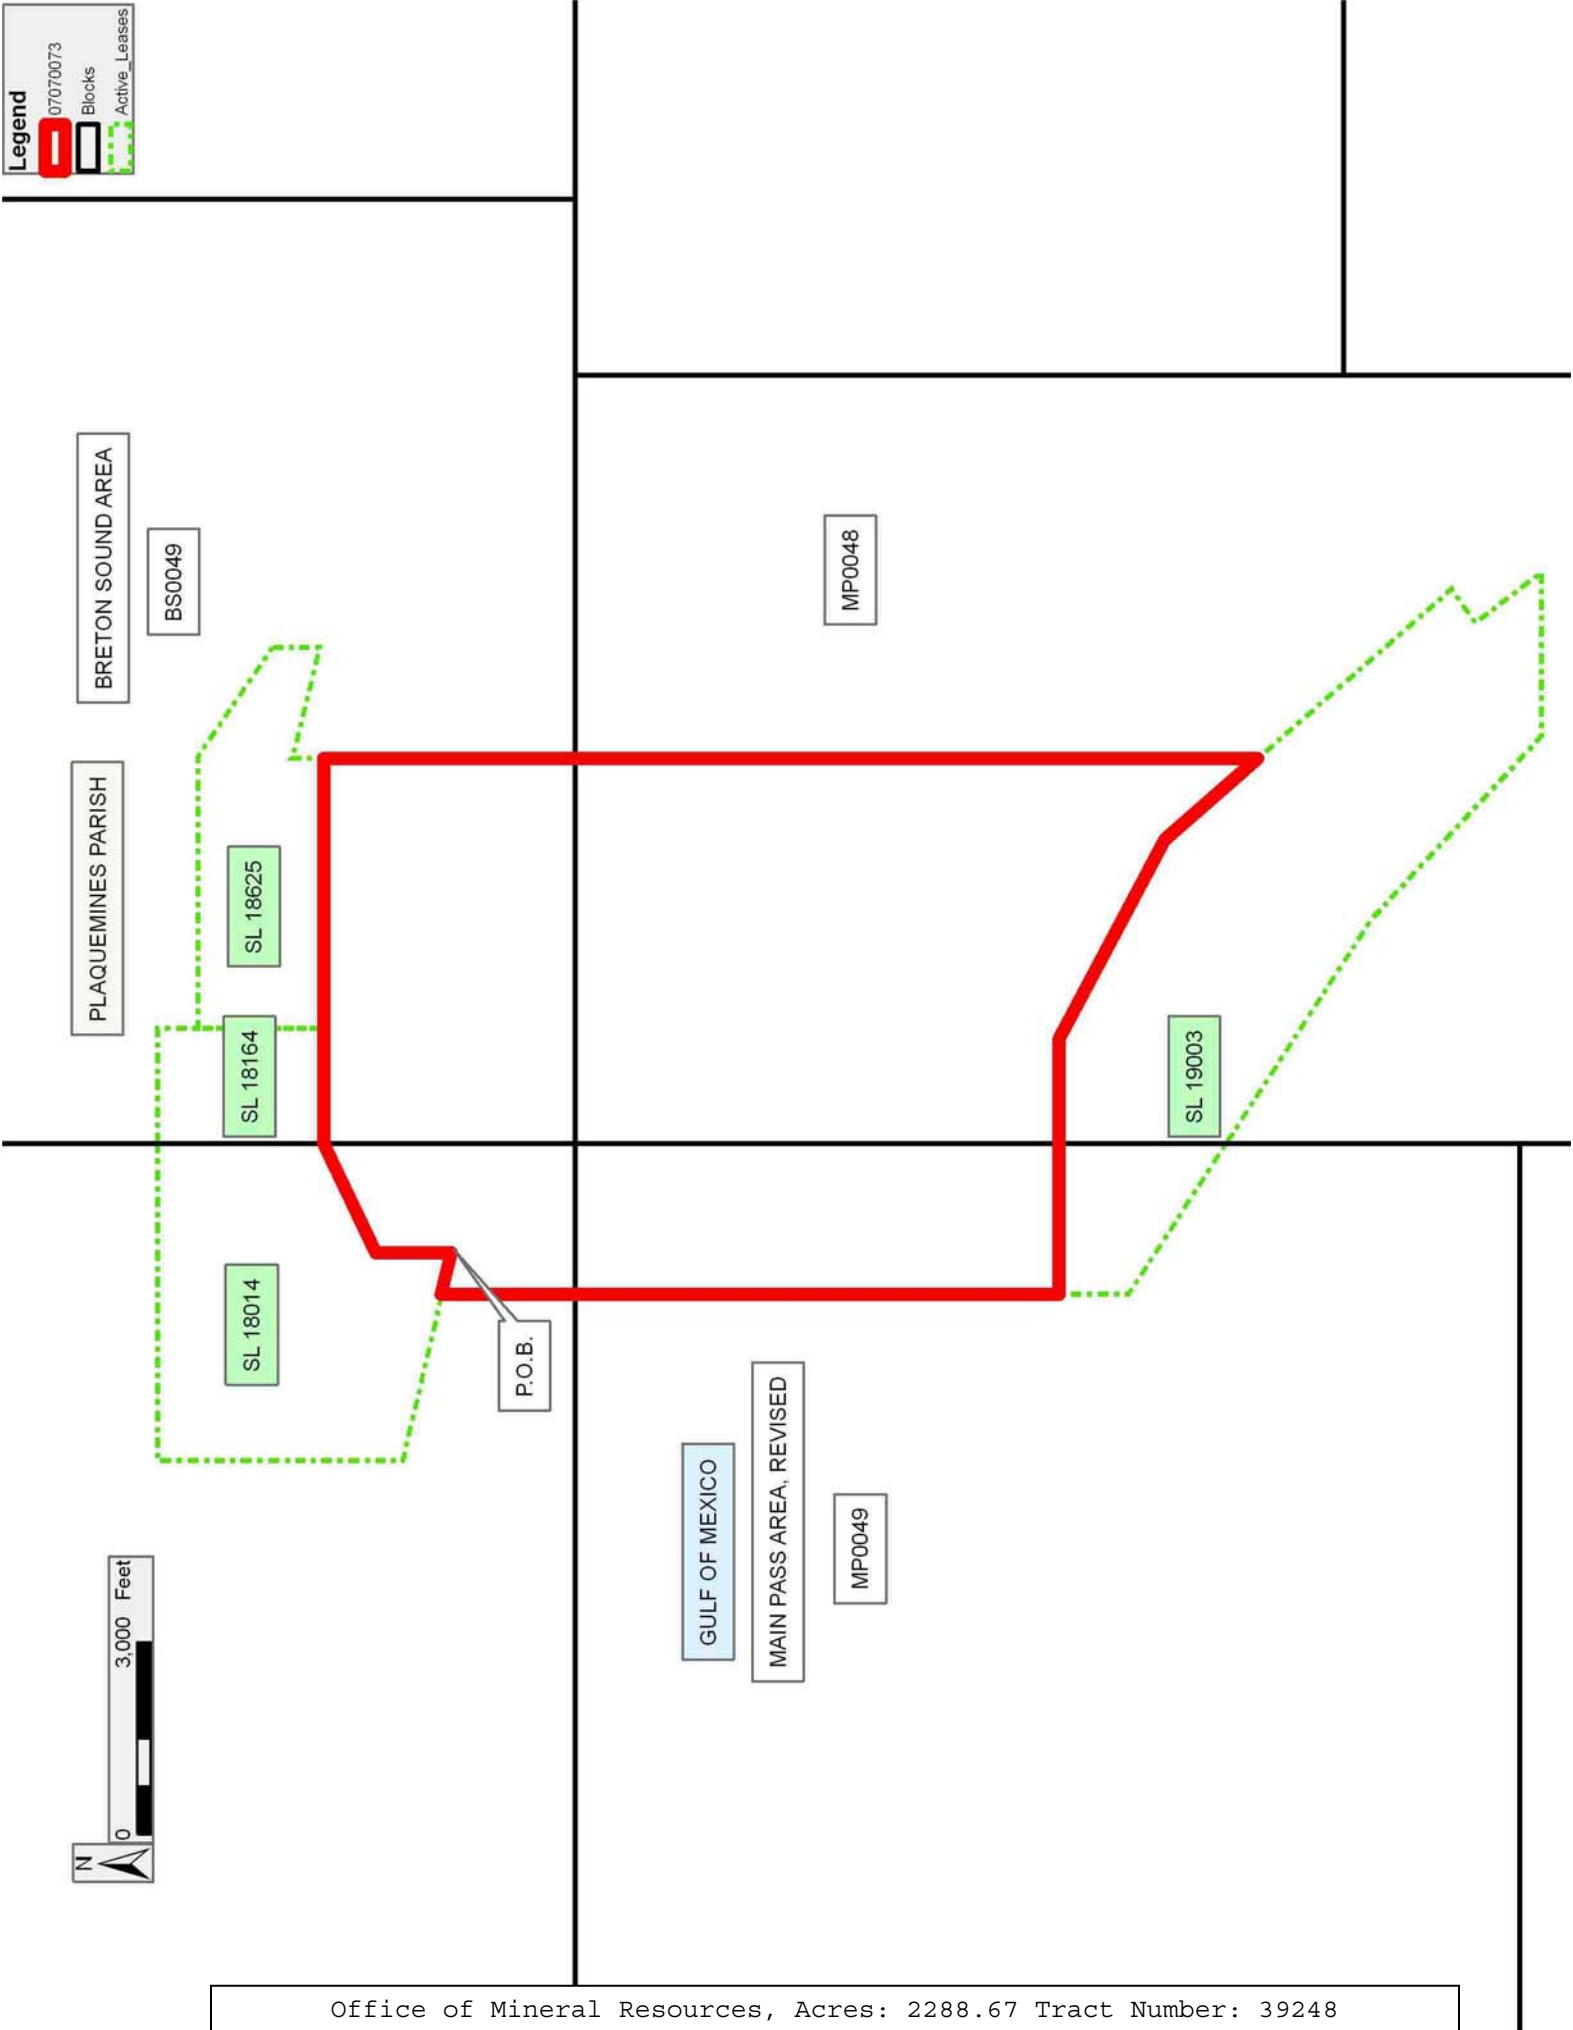 Legend
07070073
Blocks
Active_Leases
BRETON SOUND AREA
BS0049
PLAQUEMINES PARISH
SL 18625
SL 18164
SL 18014
MP0048
SL 19003
P.O.B.
GULF OF MEXICO
MAIN PASS AREA, REVISED
MP0049
N
0 3,000 Feet
Office of Mineral Resources, Acres: 2288.67 Tract Number: 39248